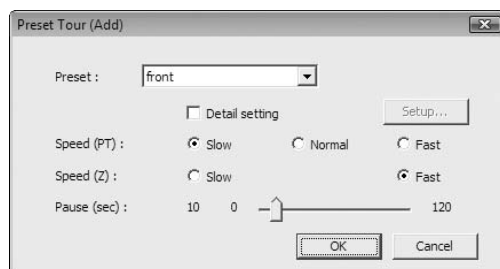 Preset Tour (Add)
Preset : front
Detail setting Setup...
Speed (PT) : Slow Normal Fast
Speed (Z) : Slow Fast
Pause (sec) : 10 0 120
OK Cancel